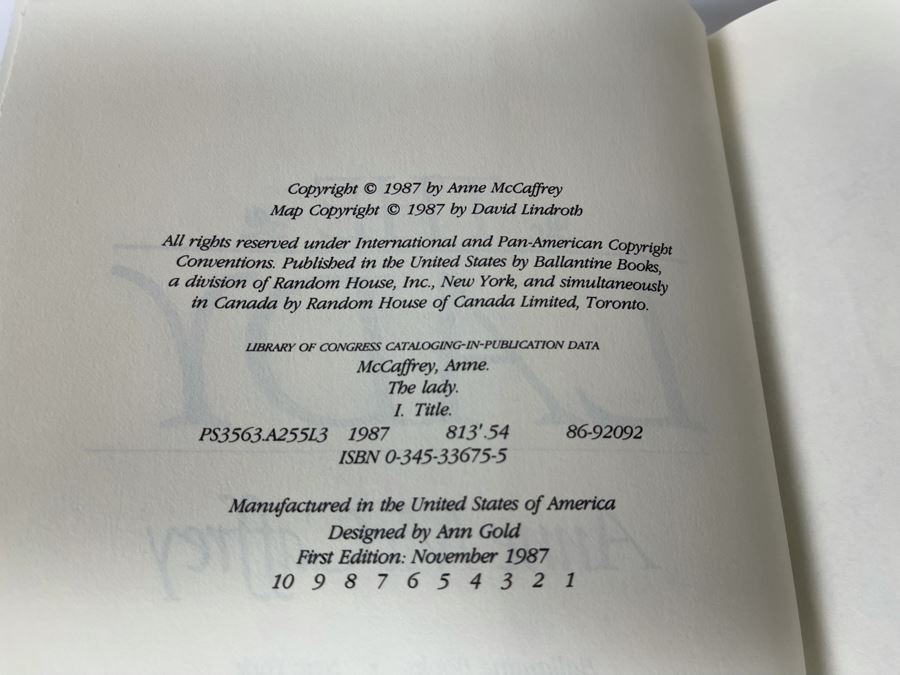 Copyright © 1987 by Anne McCaffrey
Map Copyright © 1987 by David Lindroth
All rights reserved under International and Pan-American Copyright
Conventions. Published in the United States by Ballantine Books,
a division of Random House, Inc., New York, and simultaneously
in Canada by Random House of Canada Limited, Toronto.
LIBRARY OF CONGRESS CATALOGING-IN-PUBLICATION DATA
McCaffrey, Anne.
The lady.
I. Title.
PS3563.A255L3 1987 813'.54 86-92092
ISBN 0-345-33675-5
Manufactured in the United States of America
Designed by Ann Gold
First Edition: November 1987
10 9 8 7 6 5 4 3 2 1